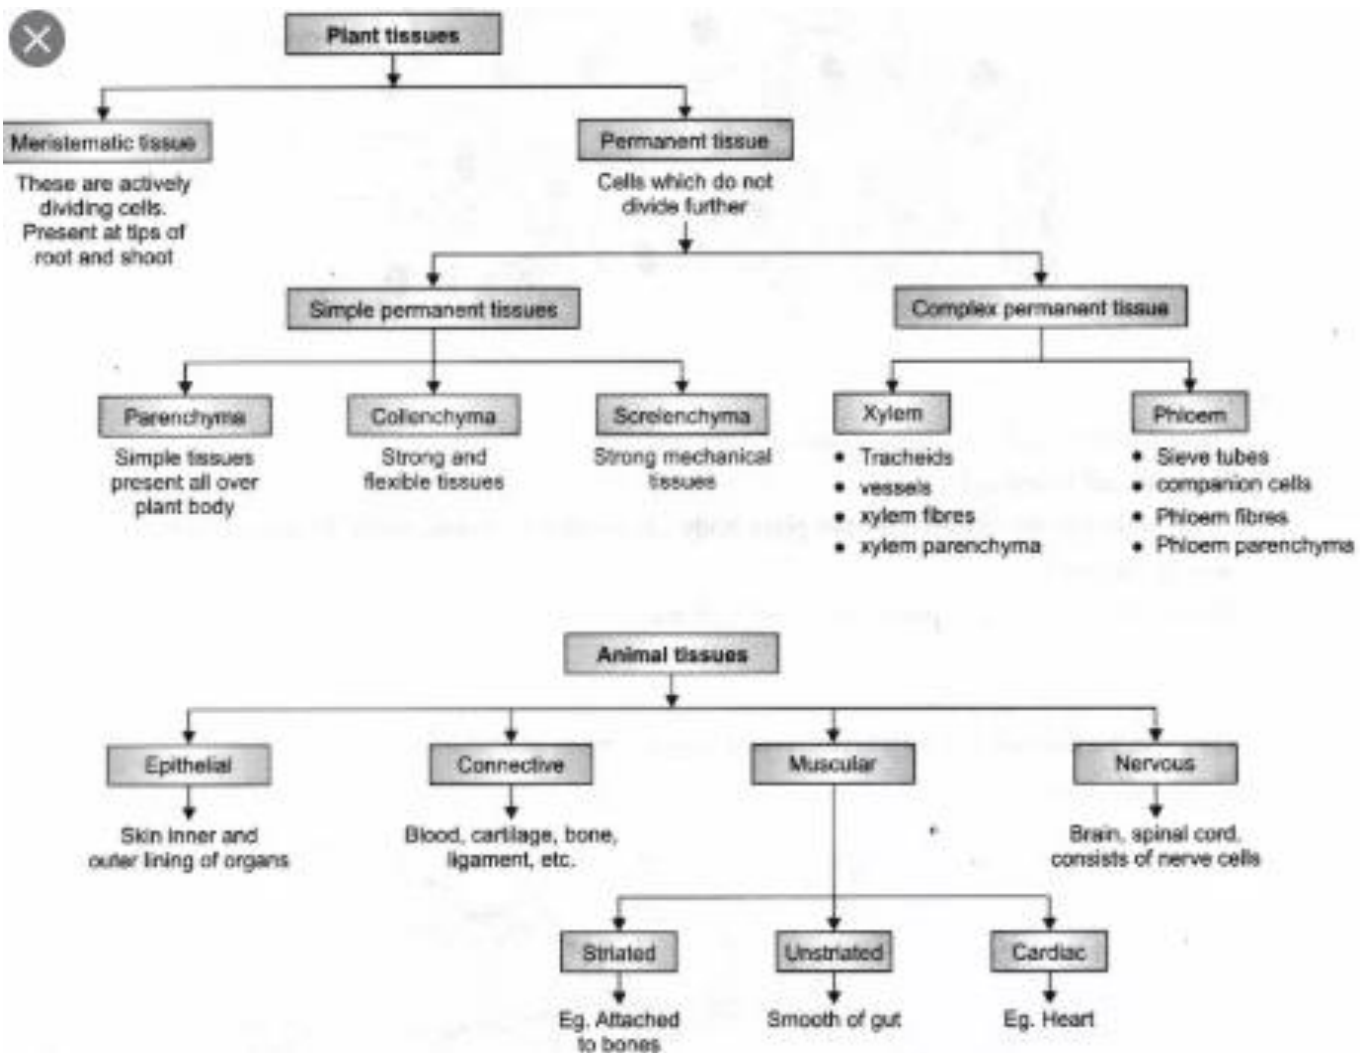 Plant tissues
Meristematic tissue
Permanent tissue
These are actively
dividing cells.
Present at tips of
root and shoot
Cells which do not
divide further
Simple permanent tissues
Complex permanent tissue
Parenchyma
Collenchyma
Screlenchyma
Xylem
Phloem
Simple tissues
present all over
plant body
Strong and
flexible tissues
Strong mechanical
tissues
• Tracheids
• vessels
• xylem fibres
• xylem parenchyma
• Sieve tubes
• companion cells
• Phloem fibres
• Phloem parenchyma
Animal tissues
Epithelial
Connective
Muscular
Nervous
Skin inner and
outer lining of organs
Blood, cartilage, bone,
ligament, etc.
Brain, spinal cord,
consists of nerve cells
Striated
Unstriated
Cardiac
Eg. Attached
to bones
Smooth of gut
Eg. Heart